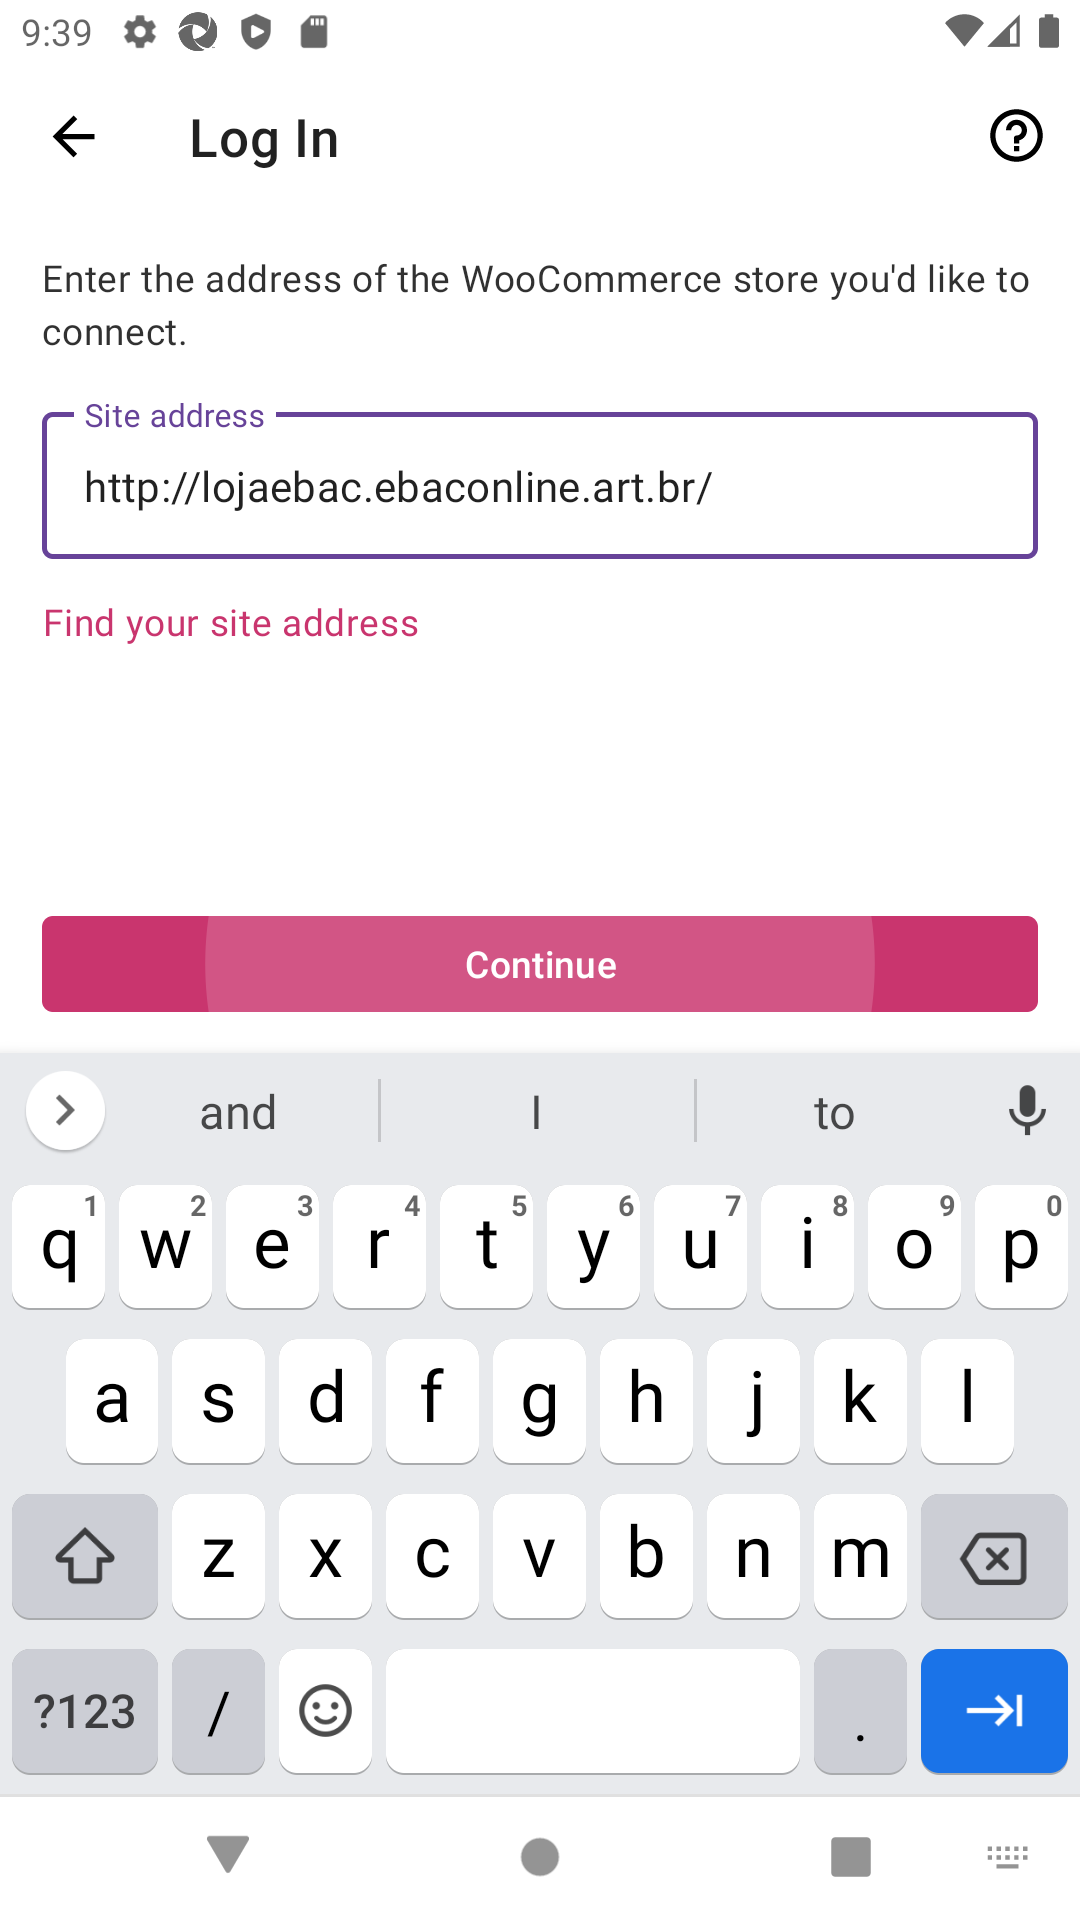 9:39
Log In
Enter the address of the WooCommerce store you'd like to
connect.
Site address
http://lojaebac.ebaconline.art.br/
Find your site address
Continue
and I to
1 2 3 4 5 6 7 8 9 0
q w e r t y u i o p
a s d f g h j k l
z x c v b n m
?123 / .